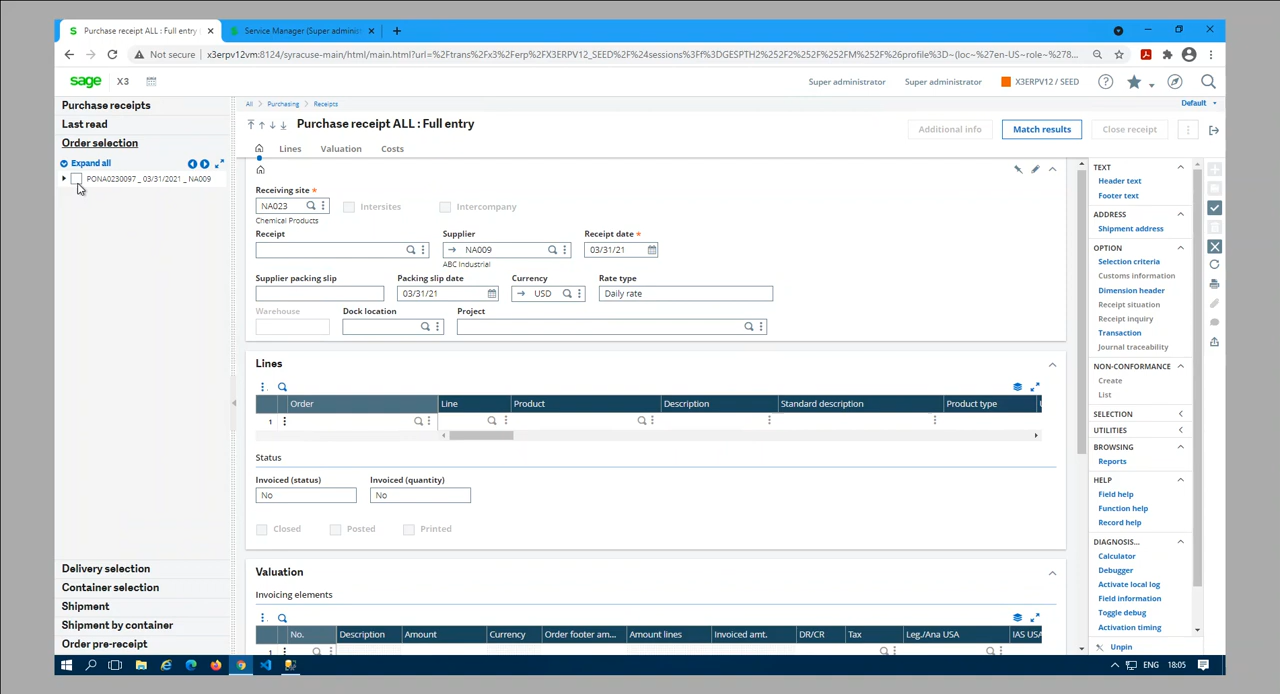 Purchase receipt ALL : Full entry
Service Manager (Super administ
Not secure
x3erpv12vm:8124/syracuse-main/html/main.html?url=%2Ftrans%2Fx3%2Ferp%2FX3ERPV12_SEED%2F%24sessions%3Ff%3DGESPTH2%252F2%252F%252FM%252F%26profile%3D~(loc~%27en-US~role~%278...
sage X3
Super administrator
Super administrator
X3ERPV12 / SEED
Purchase receipts
Last read
Order selection
Expand all
PONA0230097 _ 03/31/2021 _ NA009
Delivery selection
Container selection
Shipment
Shipment by container
Order pre-receipt
All Purchasing Receipts
Default
Purchase receipt ALL : Full entry
Additional info
Match results
Close receipt
Lines
Valuation
Costs
Receiving site *
NA023
Intersites
Intercompany
Chemical Products
Receipt
Supplier
Receipt date *
NA009
03/31/21
ABC Industrial
Supplier packing slip
Packing slip date
Currency
Rate type
03/31/21
USD
Daily rate
Warehouse
Dock location
Project
Lines
Order
Line
Product
Description
Standard description
Product type
1
Status
Invoiced (status)
Invoiced (quantity)
No
No
Closed
Posted
Printed
Valuation
Invoicing elements
No.
Description
Amount
Currency
Order footer am...
Amount lines
Invoiced amt.
DR/CR
Tax
Leg./Ana USA
IAS USA
1
TEXT
Header text
Footer text
ADDRESS
Shipment address
OPTION
Selection criteria
Customs information
Dimension header
Receipt situation
Receipt inquiry
Transaction
Journal traceability
NON-CONFORMANCE
Create
List
SELECTION
UTILITIES
BROWSING
Reports
HELP
Field help
Function help
Record help
DIAGNOSIS...
Calculator
Debugger
Activate local log
Field information
Toggle debug
Activation timing
Unpin
ENG
18:05